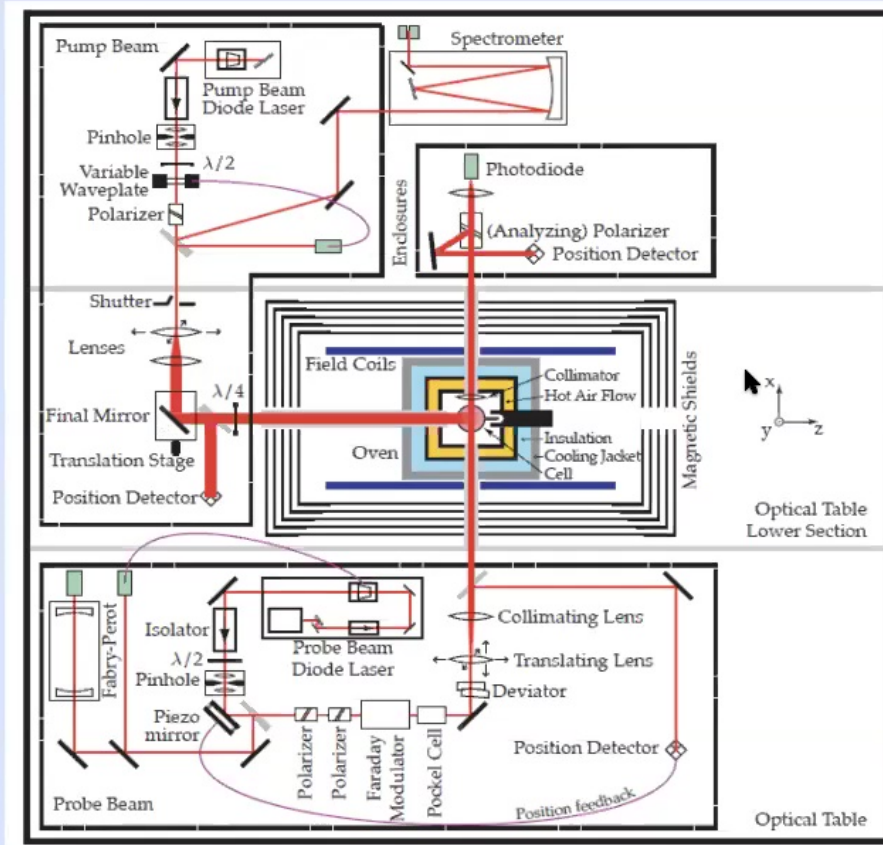 Pump Beam
Pump Beam
Diode Laser
Spectrometer
Pinhole
λ/2
Variable
Waveplate
Polarizer
Enclosures
Photodiode
(Analyzing) Polarizer
Position Detector
Shutter
Lenses
λ/4
Final Mirror
Translation Stage
Position Detector
Field Coils
Collimator
Hot Air Flow
Oven
Insulation
Cooling Jacket
Cell
Magnetic Shields
x
y
z
Optical Table
Lower Section
Fabry-Perot
Isolator
λ/2
Pinhole
Piezo
mirror
Probe Beam
Diode Laser
Collimating Lens
Translating Lens
Deviator
Polarizer
Polarizer
Faraday
Modulator
Pockel Cell
Position Detector
Position feedback
Probe Beam
Optical Table